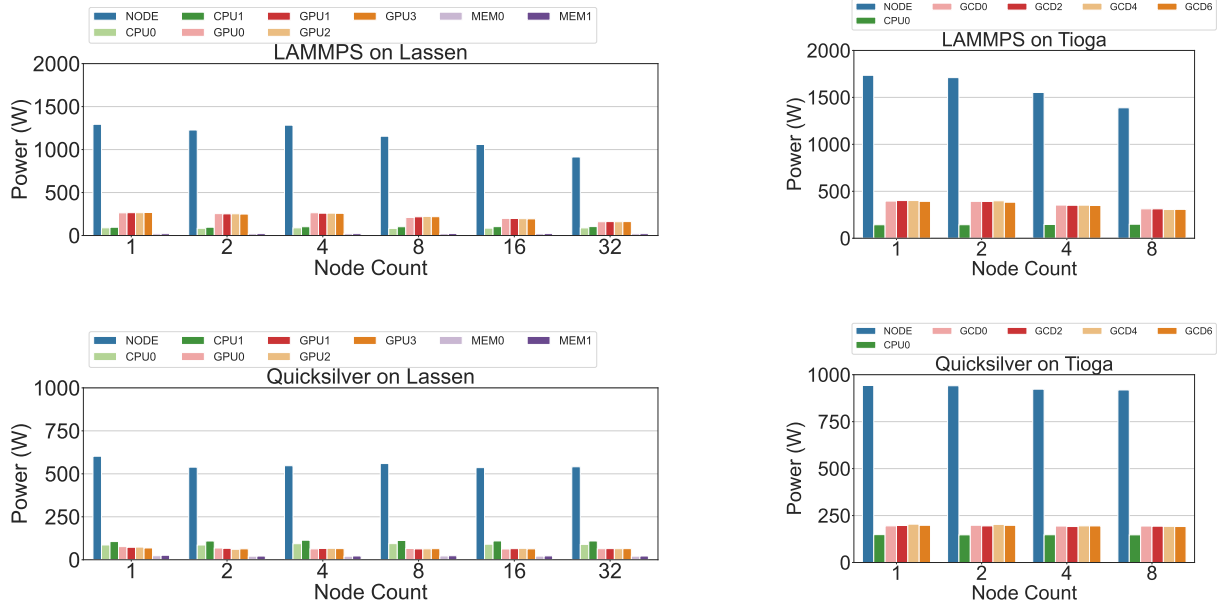 NODE CPU1 GPU1 GPU3 MEM0 MEM1
CPU0 GPU0 GPU2
LAMMPS on Lassen
2000
1500
1000
500
0
Power (W)
1 2 4 8 16 32
Node Count
NODE GCD0 GCD2 GCD4 GCD6
CPU0
LAMMPS on Tioga
2000
1500
1000
500
0
Power (W)
1 2 4 8
Node Count
NODE CPU1 GPU1 GPU3 MEM0 MEM1
CPU0 GPU0 GPU2
Quicksilver on Lassen
1000
750
500
250
0
Power (W)
1 2 4 8 16 32
Node Count
NODE GCD0 GCD2 GCD4 GCD6
CPU0
Quicksilver on Tioga
1000
750
500
250
0
Power (W)
1 2 4 8
Node Count